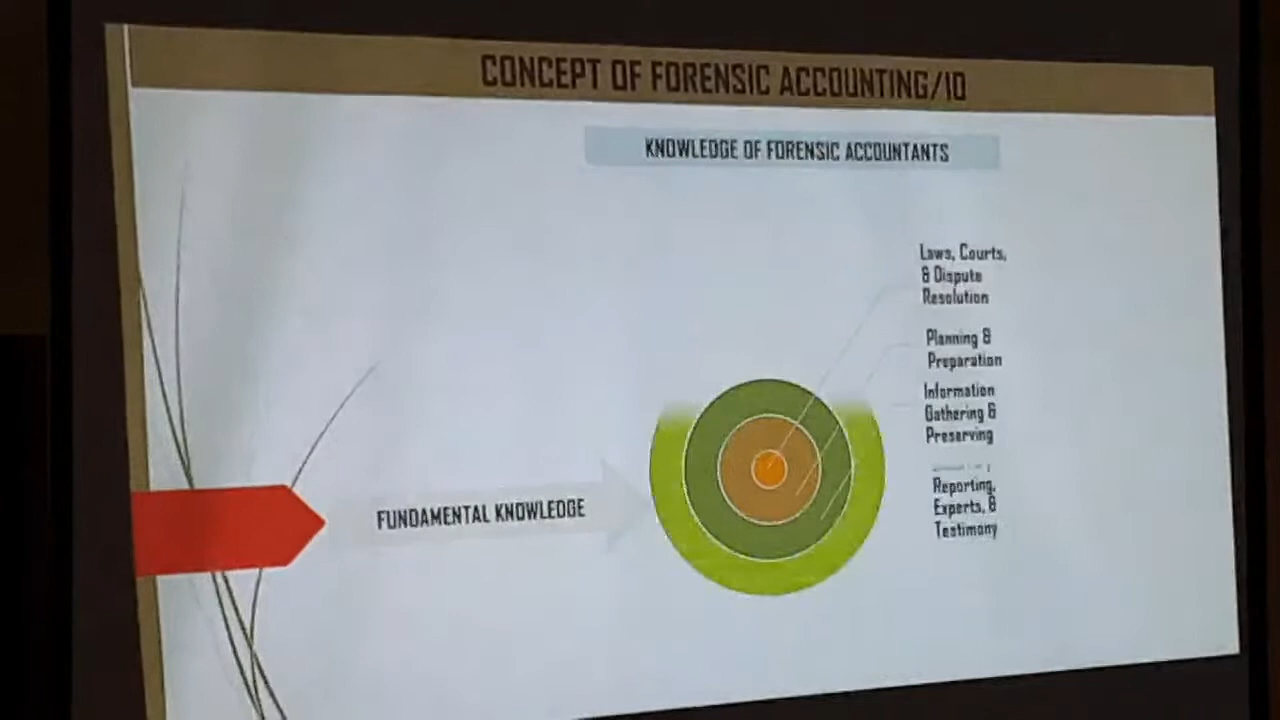 CONCEPT OF FORENSIC ACCOUNTING/10
KNOWLEDGE OF FORENSIC ACCOUNTANTS
Laws, Courts,
& Dispute
Resolution
Planning &
Preparation
Information
Gathering &
Preserving
Reporting,
Experts, &
Testimony
FUNDAMENTAL KNOWLEDGE